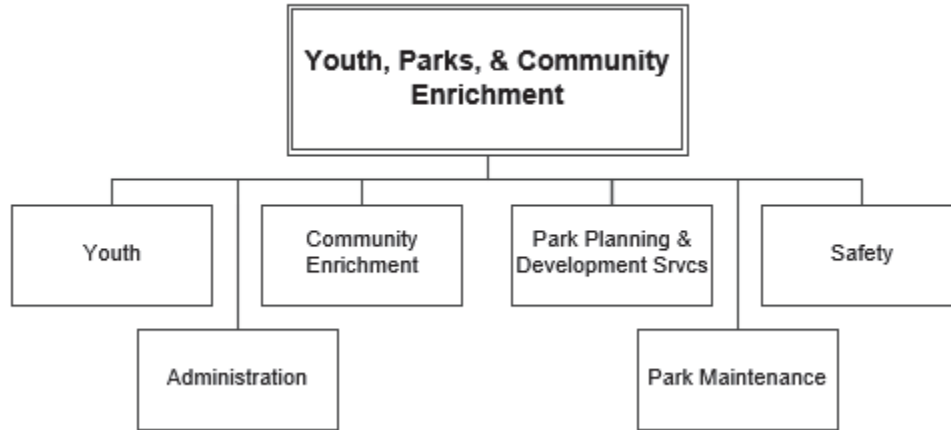 Youth, Parks, & Community
Enrichment
Youth
Community
Enrichment
Park Planning &
Development Srvcs
Safety
Administration
Park Maintenance